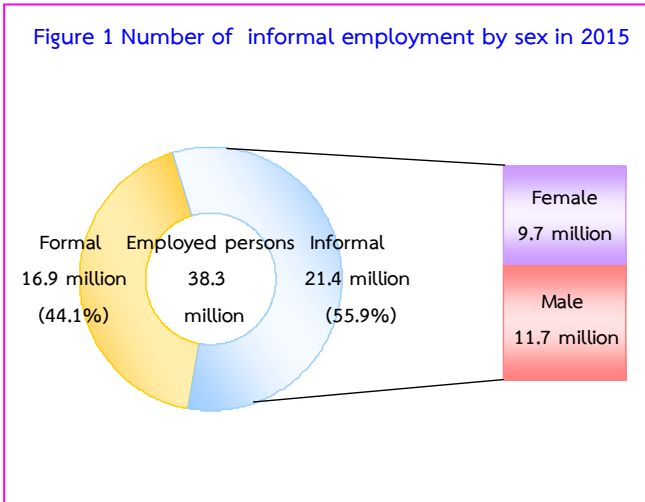 Figure 1 Number of informal employment by sex in 2015
Formal
16.9 million
(44.1%)
Employed persons
38.3
million
Informal
21.4 million
(55.9%)
Female
9.7 million
Male
11.7 million